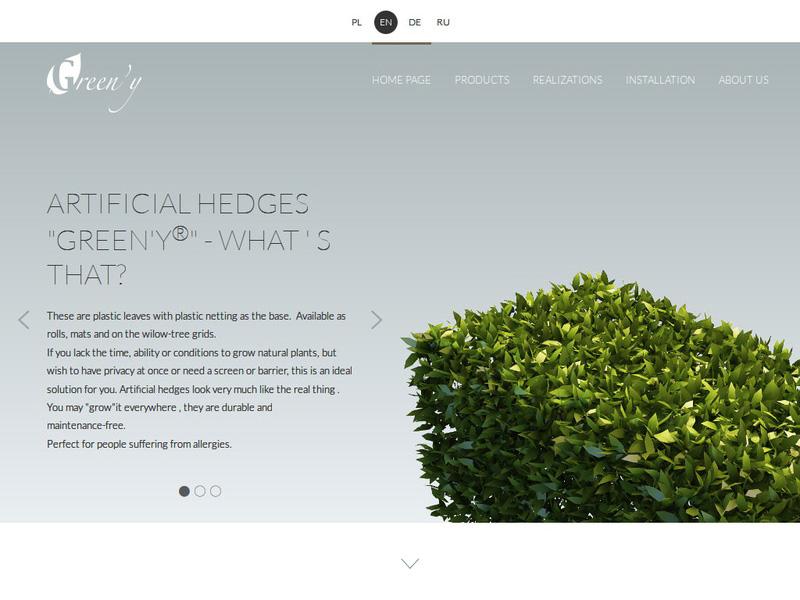 PL EN DE RU
Green'y
HOME PAGE PRODUCTS REALIZATIONS INSTALLATION ABOUT US
ARTIFICIAL HEDGES
"GREEN'Y®" - WHAT ' S
THAT?
These are plastic leaves with plastic netting as the base. Available as
rolls, mats and on the wilow-tree grids.
If you lack the time, ability or conditions to grow natural plants, but
wish to have privacy at once or need a screen or barrier, this is an ideal
solution for you. Artificial hedges look very much like the real thing .
You may "grow"it everywhere , they are durable and
maintenance-free.
Perfect for people suffering from allergies.